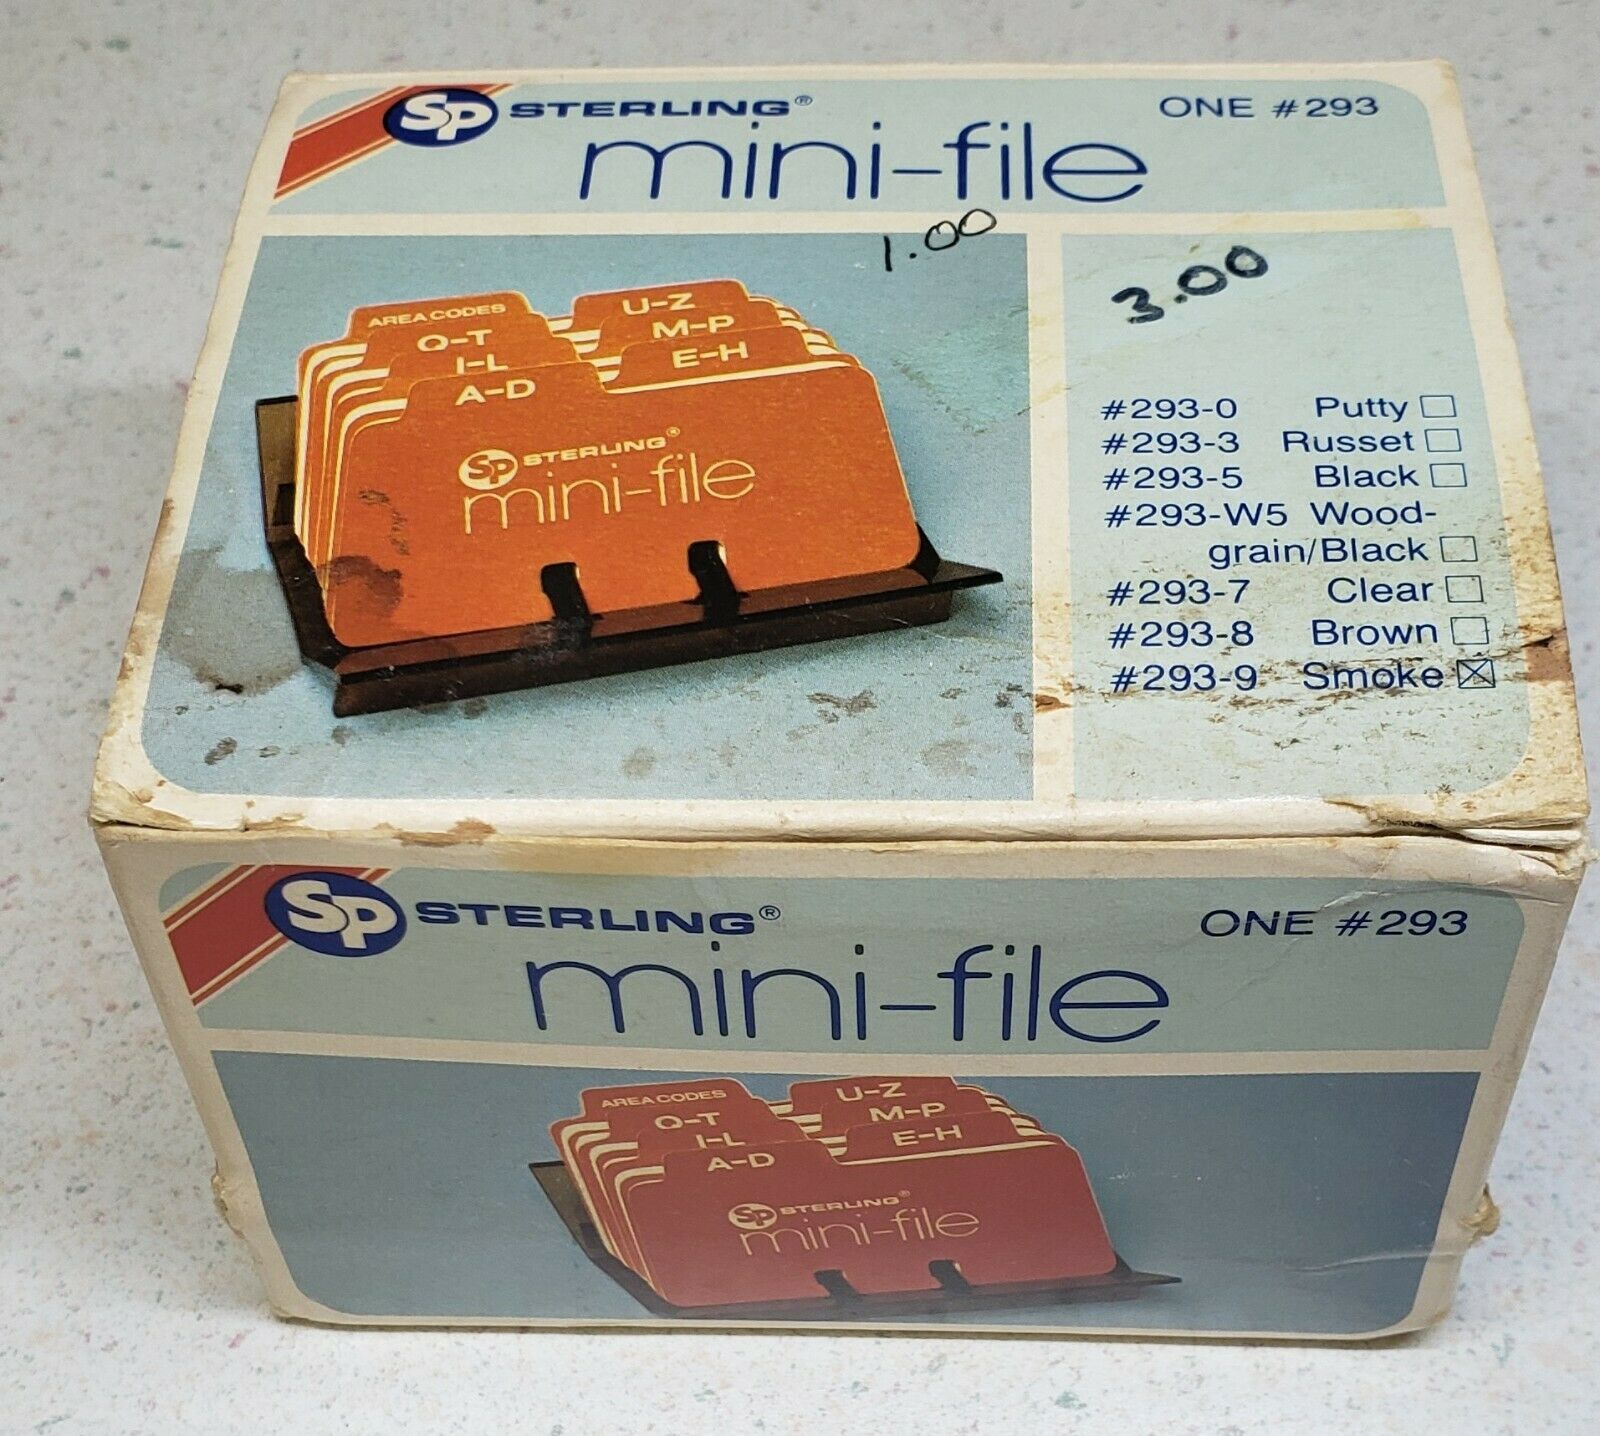 SP STERLING® ONE #293
mini-file
1.00
3.00
AREA CODES
U-Z
Q-T
M-P
I-L
E-H
A-D
SP STERLING®
mini-file
#293-0 Putty
#293-3 Russet
#293-5 Black
#293-W5 Wood-
grain/Black
#293-7 Clear
#293-8 Brown
#293-9 Smoke
SP STERLING® ONE #293
mini-file
AREA CODES
U-Z
Q-T
M-P
I-L
E-H
A-D
SP STERLING®
mini-file